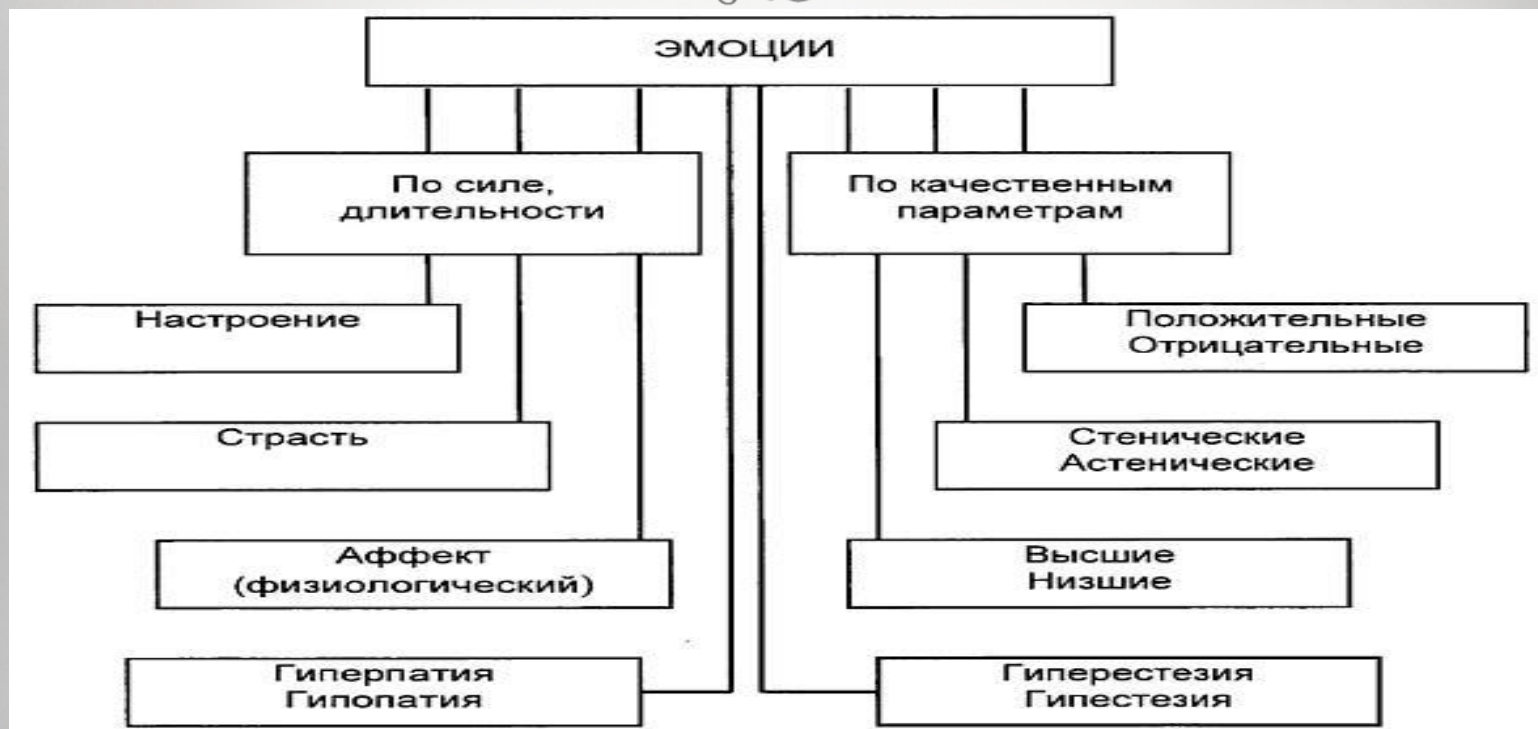 ЭМОЦИИ
По силе,
длительности
По качественным
параметрам
Настроение
Положительные
Отрицательные
Страсть
Стенические
Астенические
Аффект
(физиологический)
Высшие
Низшие
Гиперпатия
Гипопатия
Гиперестезия
Гипестезия